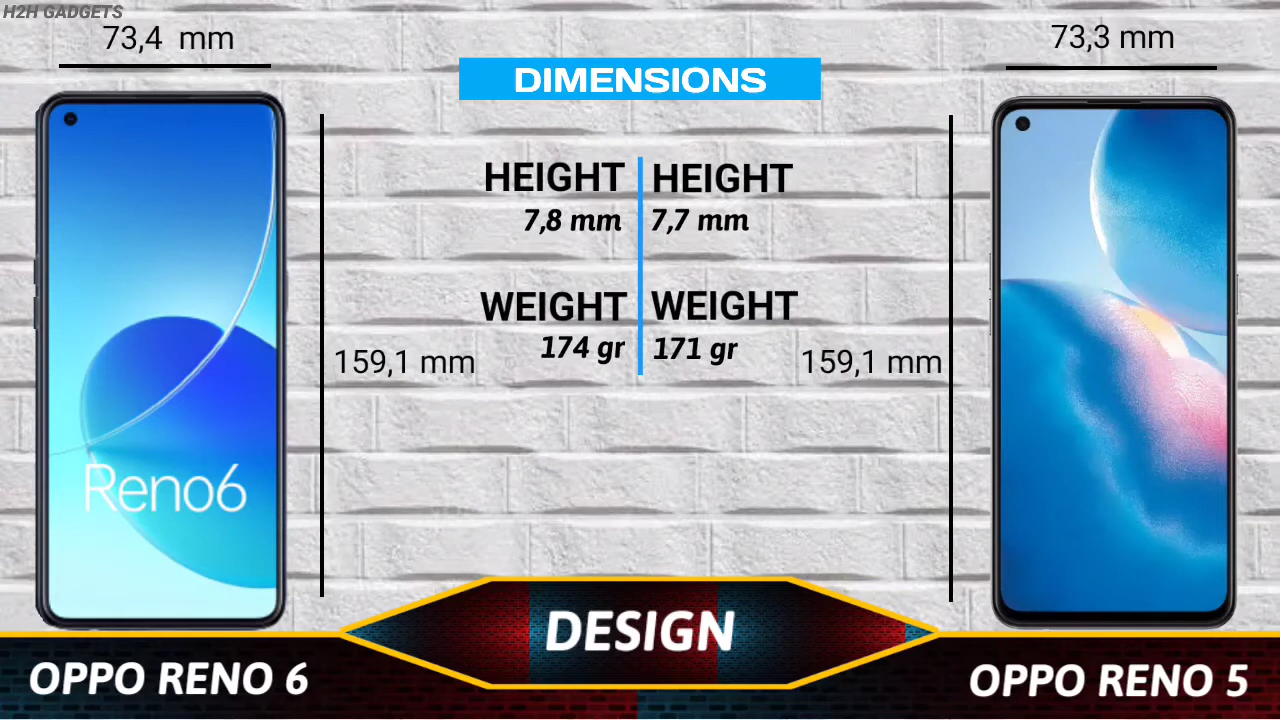 H2H GADGETS
73,4 mm
73,3 mm
DIMENSIONS
HEIGHT
HEIGHT
7,8 mm
7,7 mm
WEIGHT
WEIGHT
174 gr
171 gr
159,1 mm
159,1 mm
Reno6
DESIGN
OPPO RENO 6
OPPO RENO 5